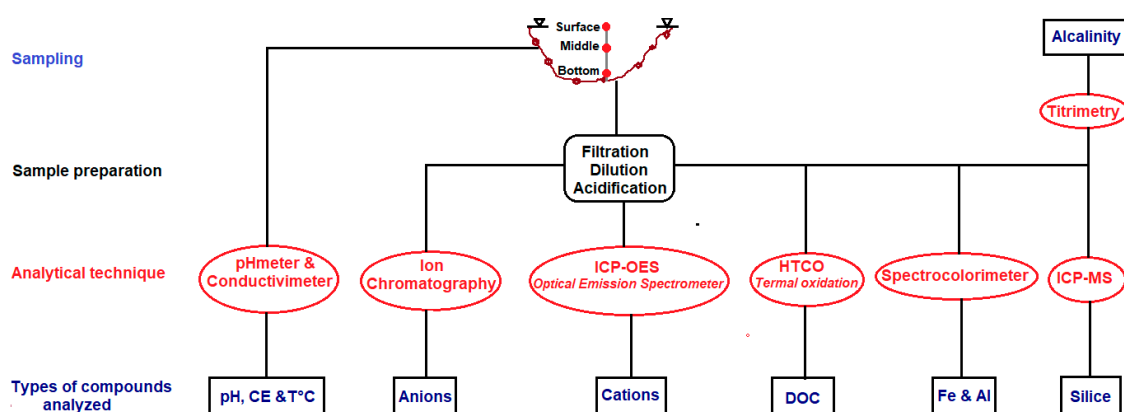 Sampling
Surface
Middle
Bottom
Alcalinity
Titrimetry
Sample preparation
Filtration
Dilution
Acidification
Analytical technique
pHmeter &
Conductivimeter
Ion
Chromatography
ICP-OES
Optical Emission Spectrometer
HTCO
Termal oxidation
Spectrocolorimeter
ICP-MS
Types of compounds
analyzed
pH, CE &T°C
Anions
Cations
DOC
Fe & Al
Silice